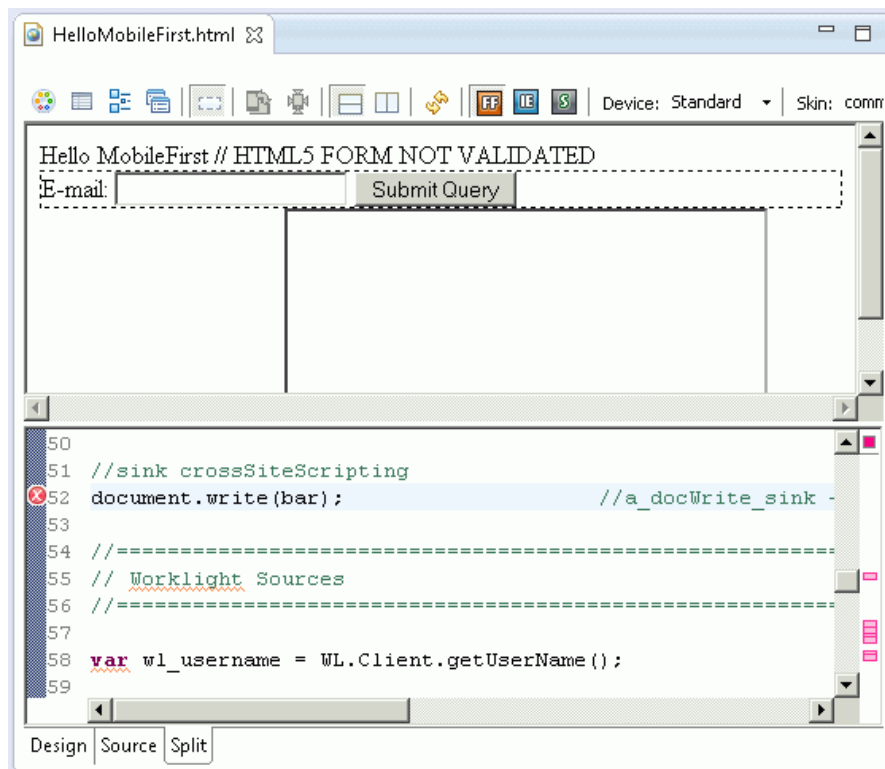 HelloMobileFirst.html
FF IE S Device: Standard Skin: comm
Hello MobileFirst // HTML5 FORM NOT VALIDATED
E-mail: Submit Query
50
51 //sink crossSiteScripting
52 document.write(bar); //a_docWrite_sink -
53
54 //========================================================
55 // Worklight Sources
56 //========================================================
57
58 var wl_username = WL.Client.getUserName();
59
Design Source Split